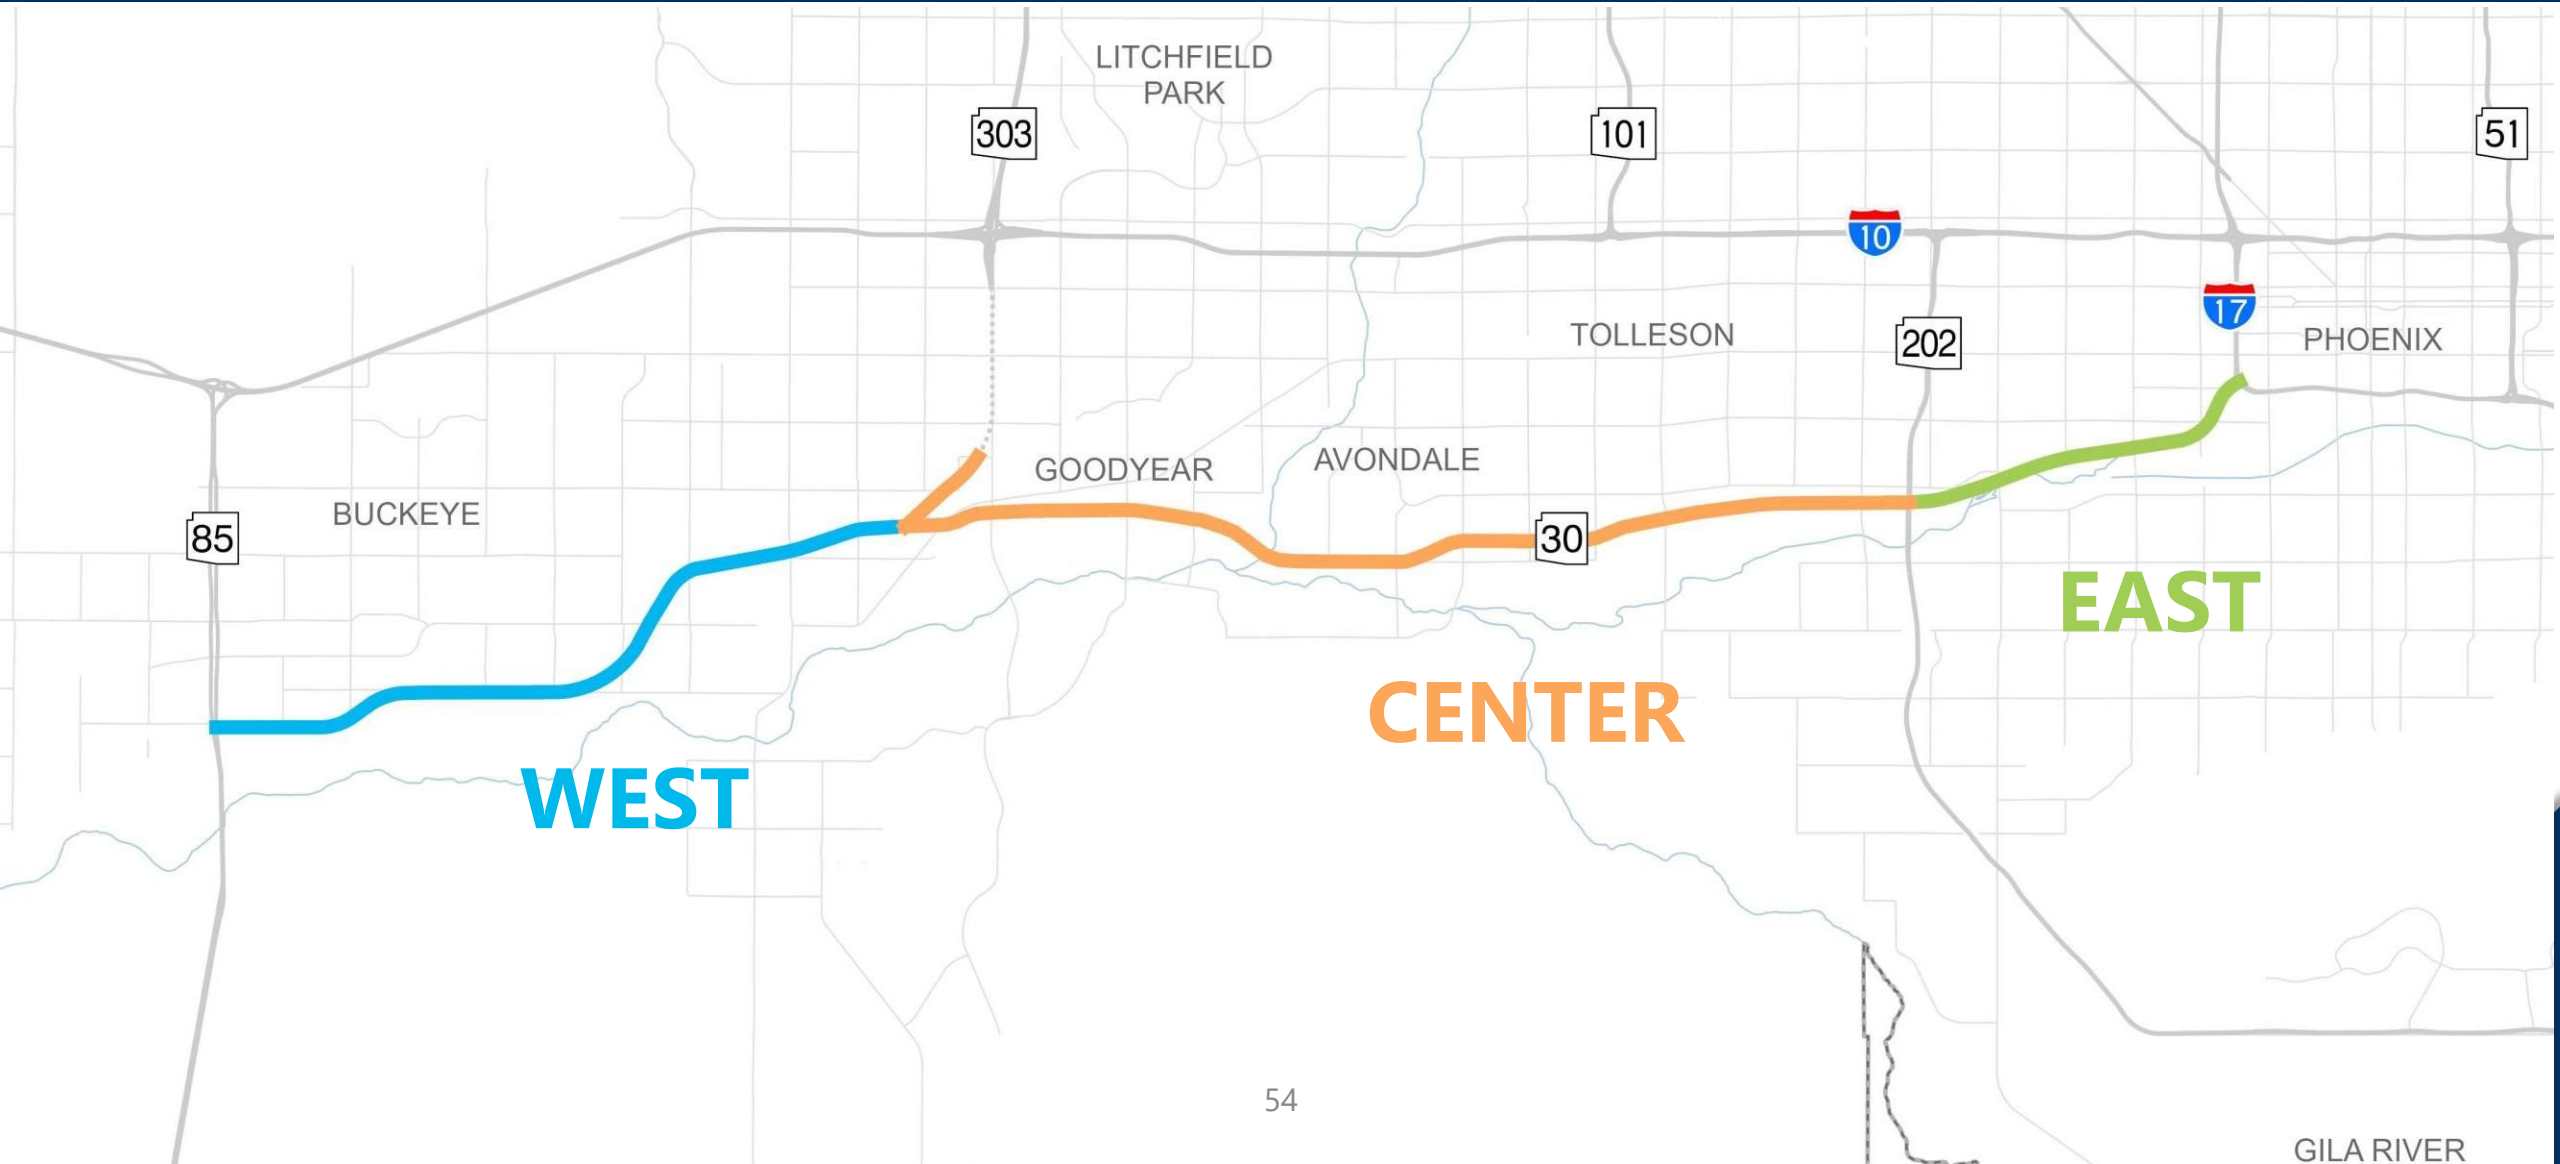 LITCHFIELD
PARK
303
101
51
10
17
TOLLESON
202
PHOENIX
GOODYEAR
AVONDALE
BUCKEYE
85
30
EAST
CENTER
WEST
54
GILA RIVER